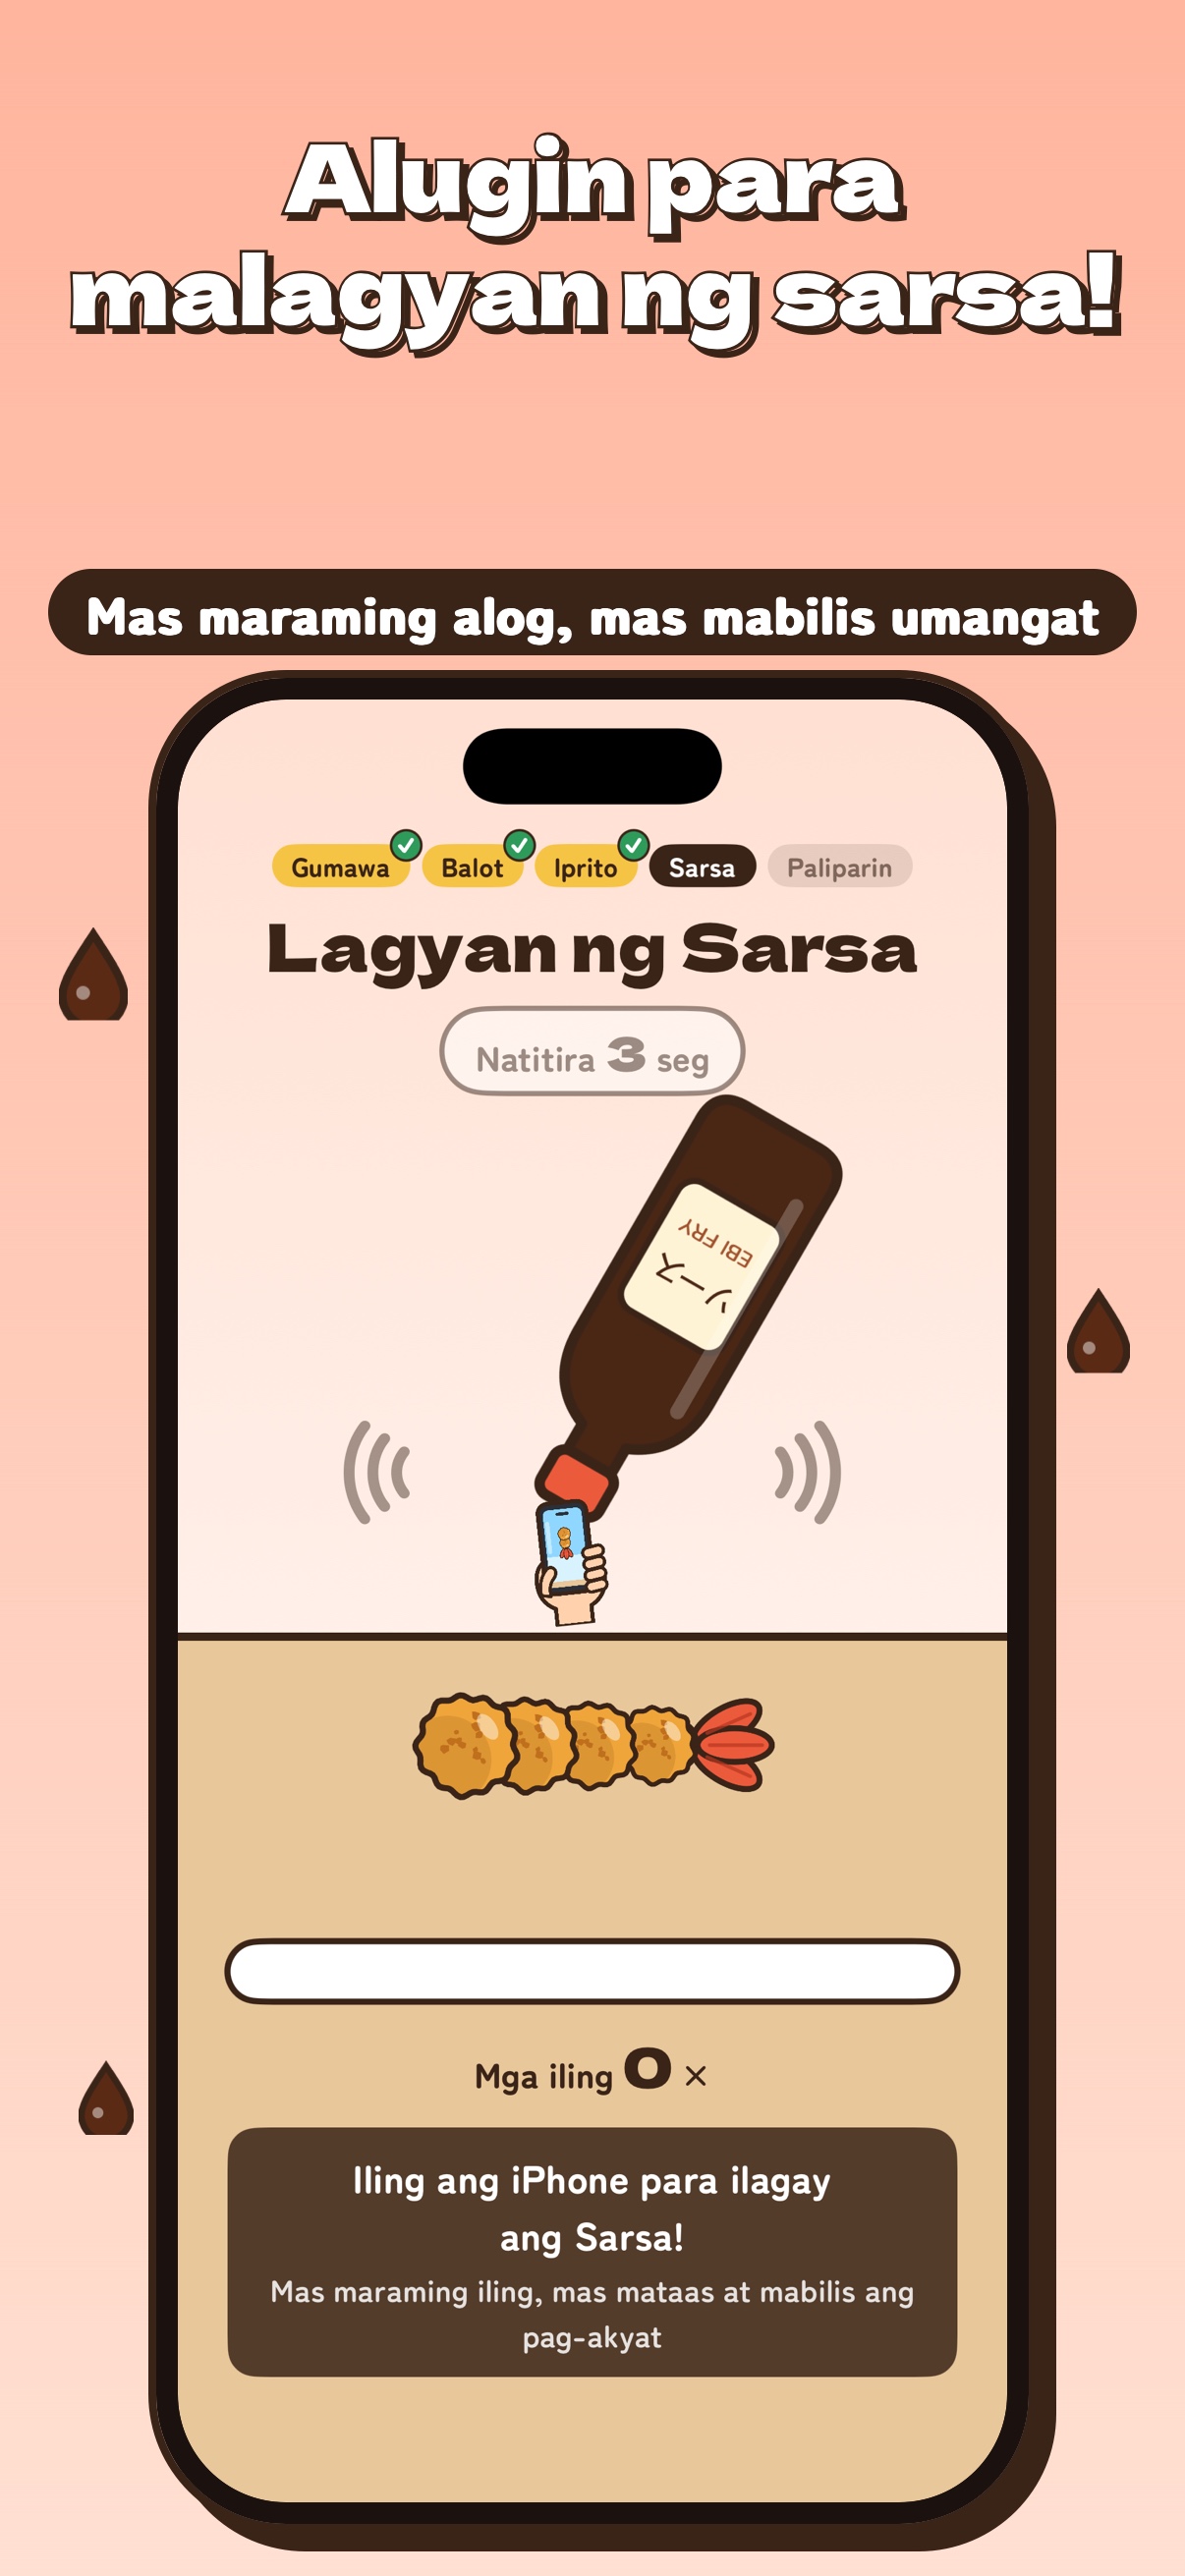 Alugin para
malagyan ng sarsa!
Mas maraming alog, mas mabilis umangat
Gumawa Balot Iprito Sarsa Paliparin
Lagyan ng Sarsa
Natitira 3 seg
ソース
EBI FRY
Mga iling 0 ×
Iling ang iPhone para ilagay
ang Sarsa!
Mas maraming iling, mas mataas at mabilis ang
pag-akyat